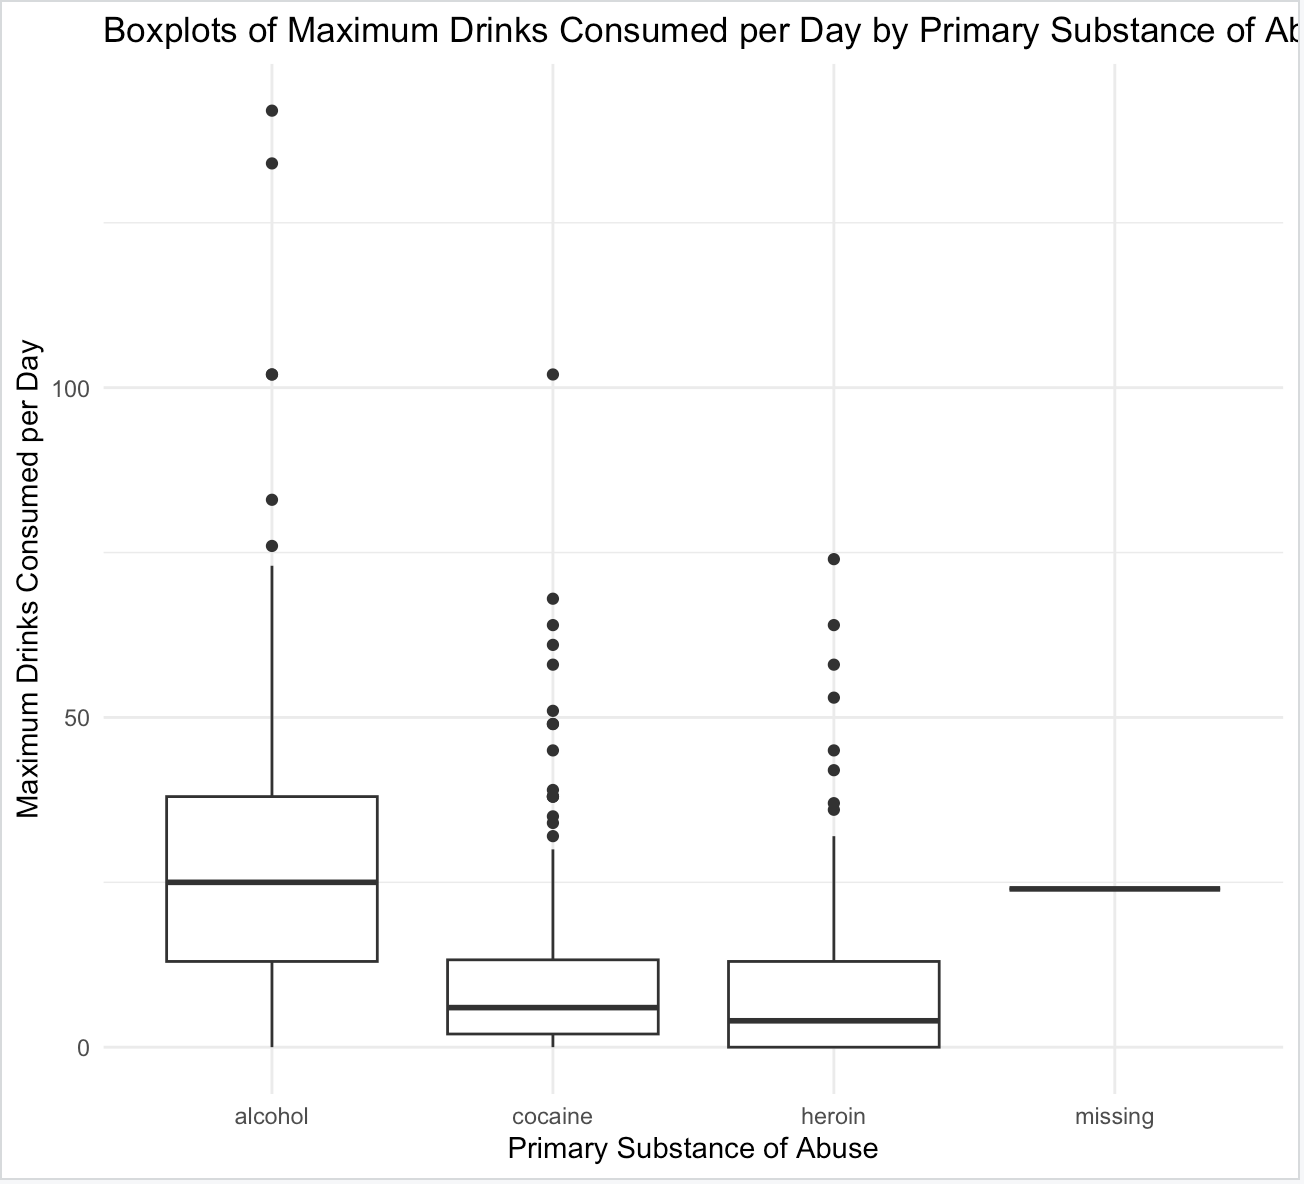 Boxplots of Maximum Drinks Consumed per Day by Primary Substance of
Maximum Drinks Consumed per Day
100
50
0
alcohol cocaine heroin missing
Primary Substance of Abuse